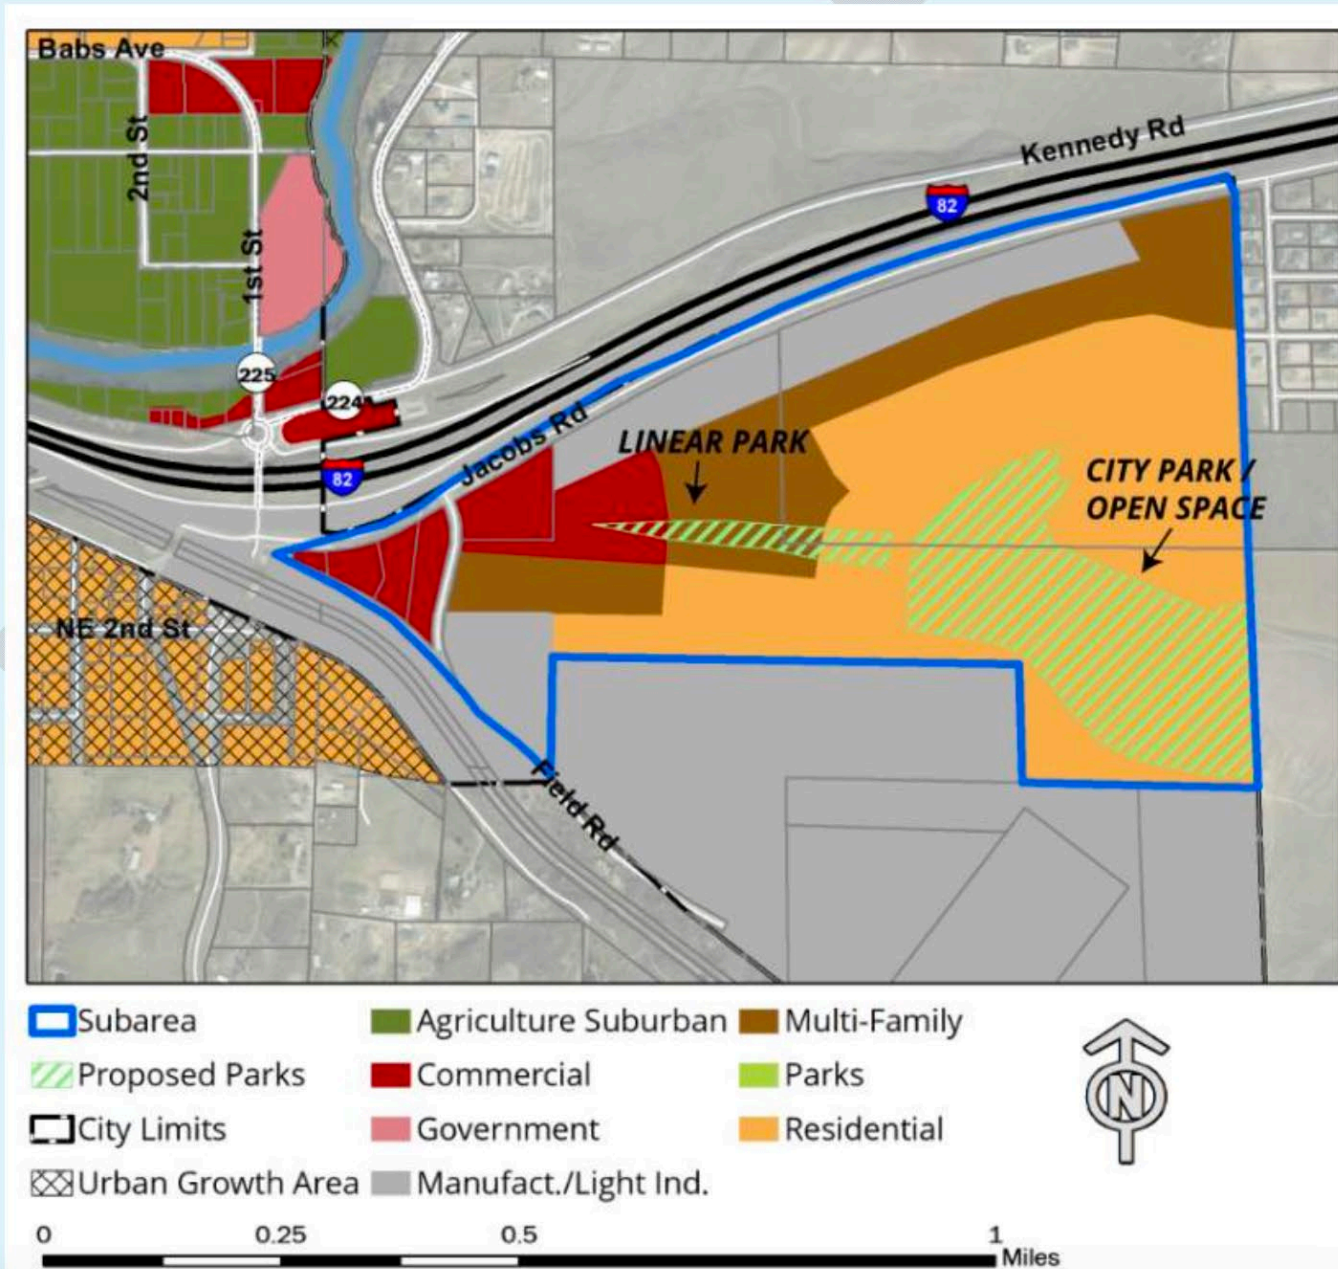 Babs Ave
2nd St
1st St
Kennedy Rd
82
225
224
82
Jacobs Rd
LINEAR PARK
CITY PARK /
OPEN SPACE
NE 2nd St
Field Rd
Subarea
Agriculture Suburban
Multi-Family
Proposed Parks
Commercial
Parks
City Limits
Government
Residential
Urban Growth Area
Manufact./Light Ind.
N
0 0.25 0.5 1
Miles